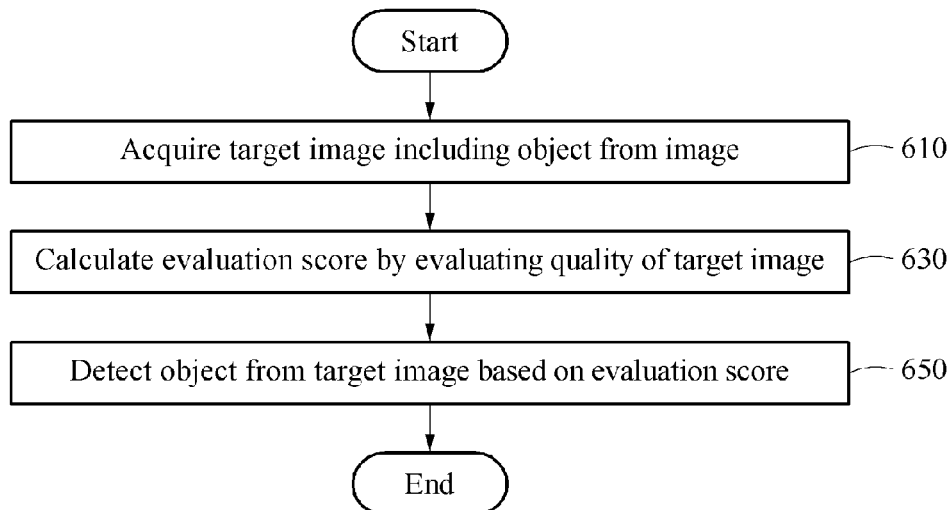 Start
Acquire target image including object from image
610
Calculate evaluation score by evaluating quality of target image
630
Detect object from target image based on evaluation score
650
End